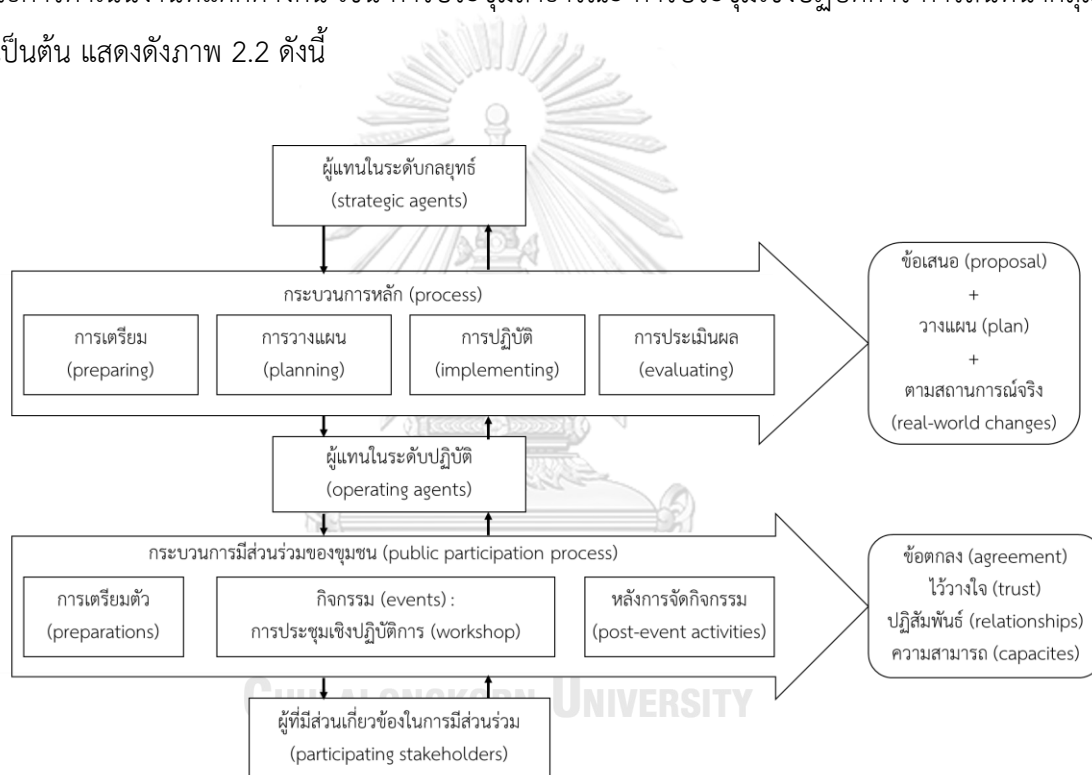 เป็นต้น แสดงดังภาพ 2.2 ดังนี้
ผู้แทนในระดับกลยุทธ์
(strategic agents)
กระบวนการหลัก (process)
การเตรียม
(preparing)
การวางแผน
(planning)
การปฏิบัติ
(implementing)
การประเมินผล
(evaluating)
ข้อเสนอ (proposal)
+
วางแผน (plan)
+
ตามสถานการณ์จริง
(real-world changes)
ผู้แทนในระดับปฏิบัติ
(operating agents)
กระบวนการมีส่วนร่วมของขุมชน (public participation process)
การเตรียมตัว
(preparations)
กิจกรรม (events) :
การประชุมเชิงปฏิบัติการ (workshop)
หลังการจัดกิจกรรม
(post-event activities)
ข้อตกลง (agreement)
ไว้วางใจ (trust)
ปฏิสัมพันธ์ (relationships)
ความสามารถ (capacites)
CHULALONGKORN UNIVERSITY
ผู้ที่มีส่วนเกี่ยวข้องในการมีส่วนร่วม
(participating stakeholders)